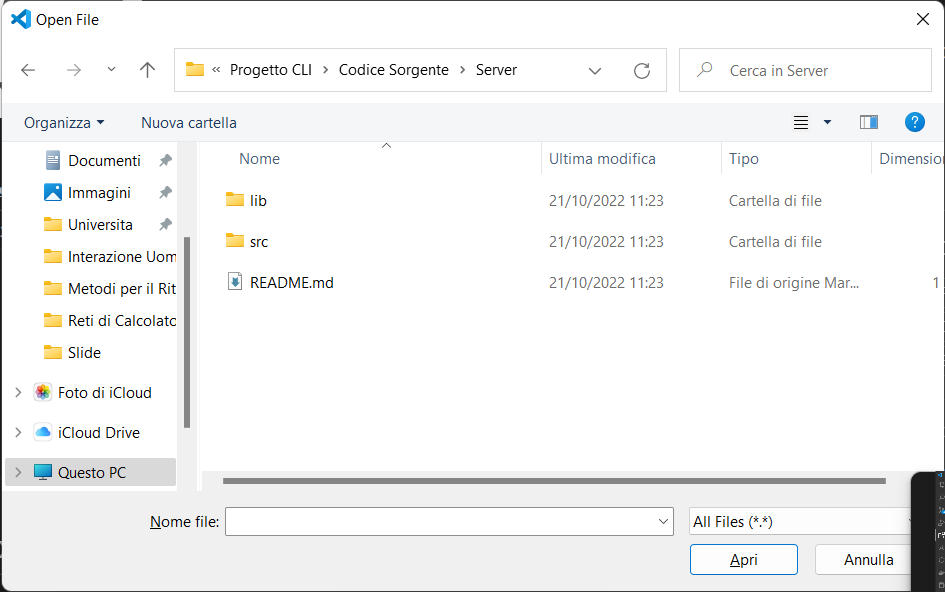 Open File
« Progetto CLI › Codice Sorgente › Server
Cerca in Server
Organizza
Nuova cartella
?
Nome
Ultima modifica
Tipo
Dimensio
Documenti
Immagini
Universita
Interazione Uom
Metodi per il Rit
Reti di Calcolato
Slide
Foto di iCloud
iCloud Drive
Questo PC
lib 21/10/2022 11:23 Cartella di file
src 21/10/2022 11:23 Cartella di file
README.md 21/10/2022 11:23 File di origine Mar... 1
Nome file:
All Files (*.*)
Apri
Annulla